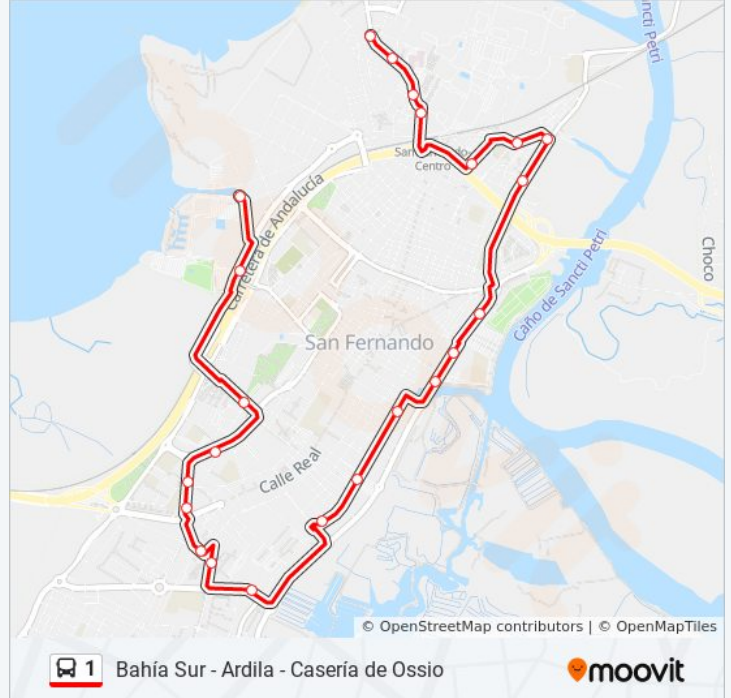 Sancti Petri
San Fernando-
Centro
Carretera de Andalucía
Choco
Caño de Sancti Petri
San Fernando
Calle Real
© OpenStreetMap contributors | © OpenMapTiles
1 Bahía Sur - Ardila - Casería de Ossio
moovit